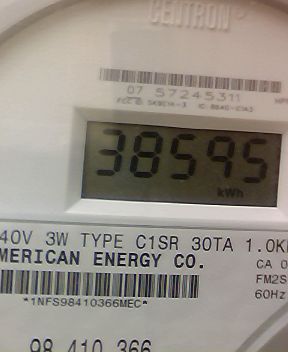 CENTRON®
07 57245311
38595
kWh
40V 3W TYPE C1SR 30TA 1.0K
MERICAN ENERGY CO.
CA 0
FM2S
*1NFS98410366MEC*
60Hz
98 410 366